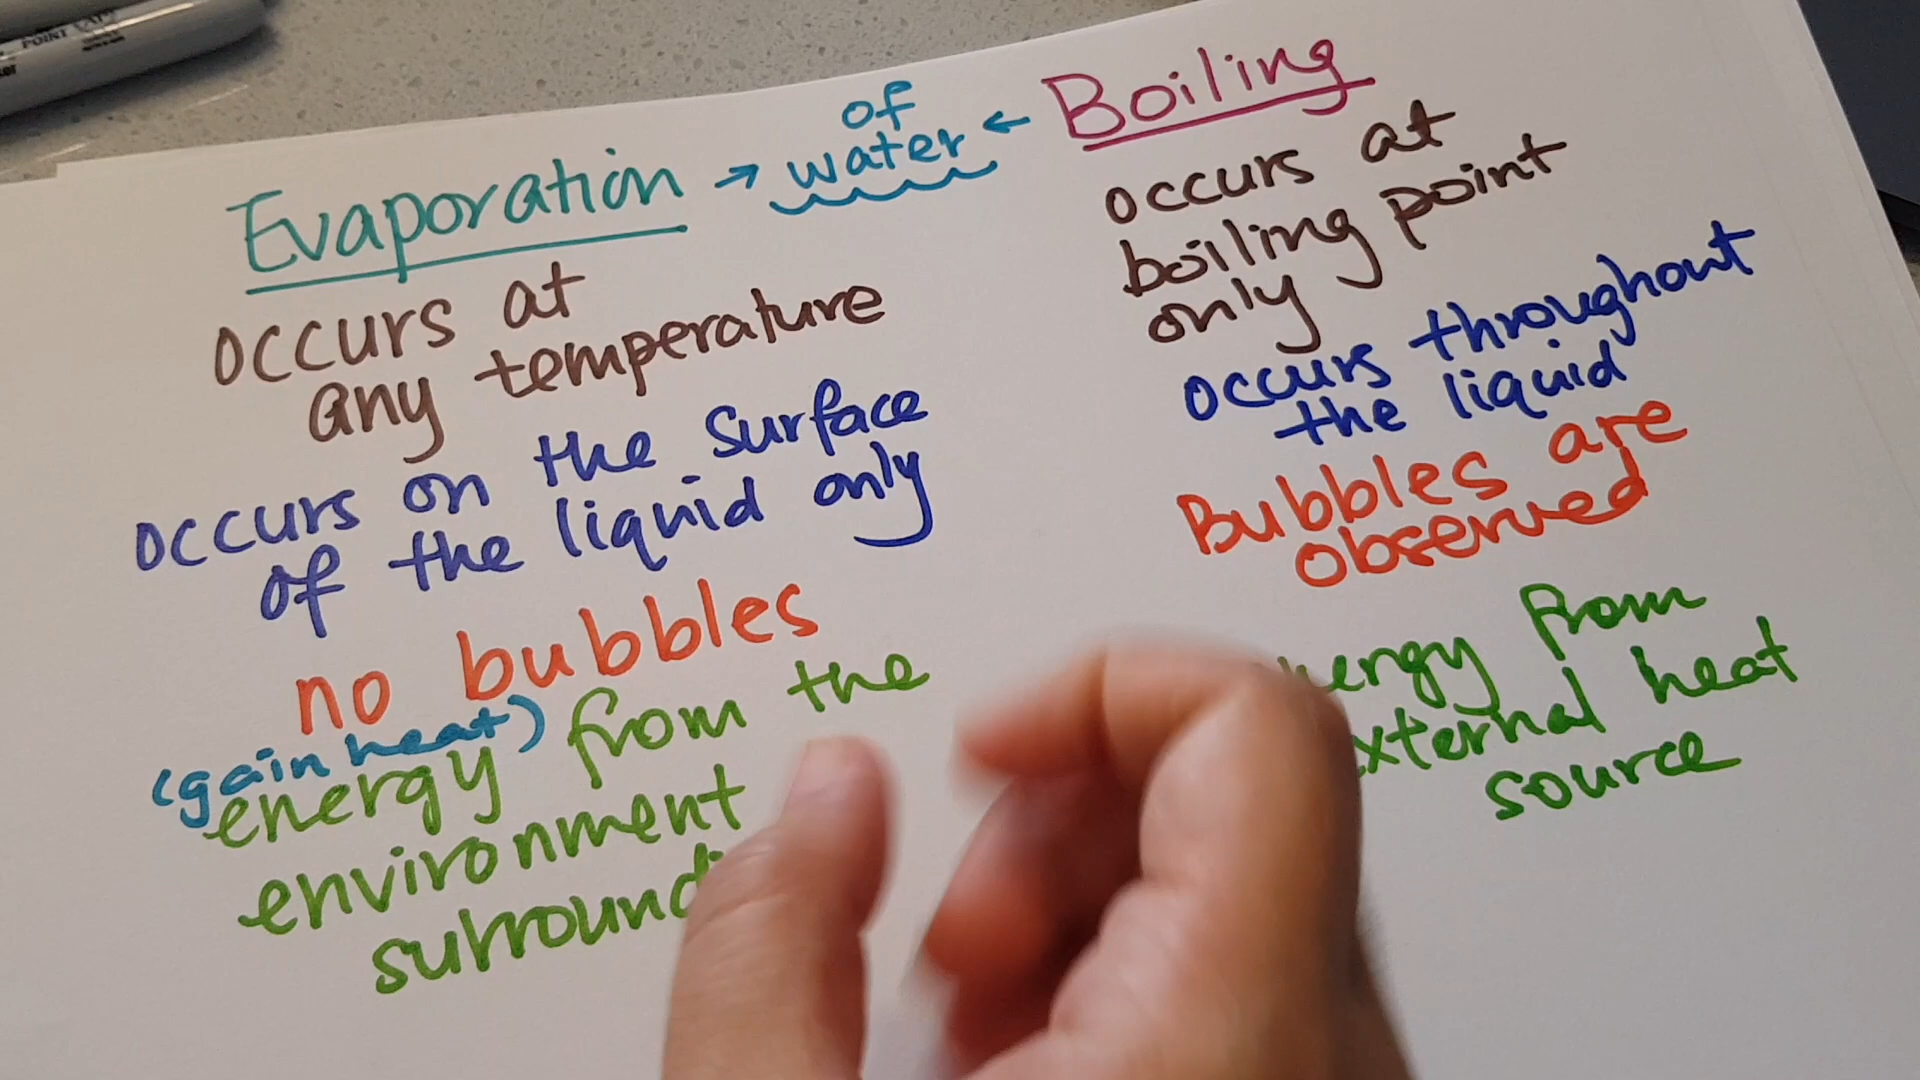 POINT
Evaporation → of water ← Boiling
occurs at
any temperature
occurs on the surface
of the liquid only
no bubbles
(gain heat)
energy from the
environment
occurs at
boiling point
only
occurs throughout
the liquid
Bubbles are
observed
from
heat
source